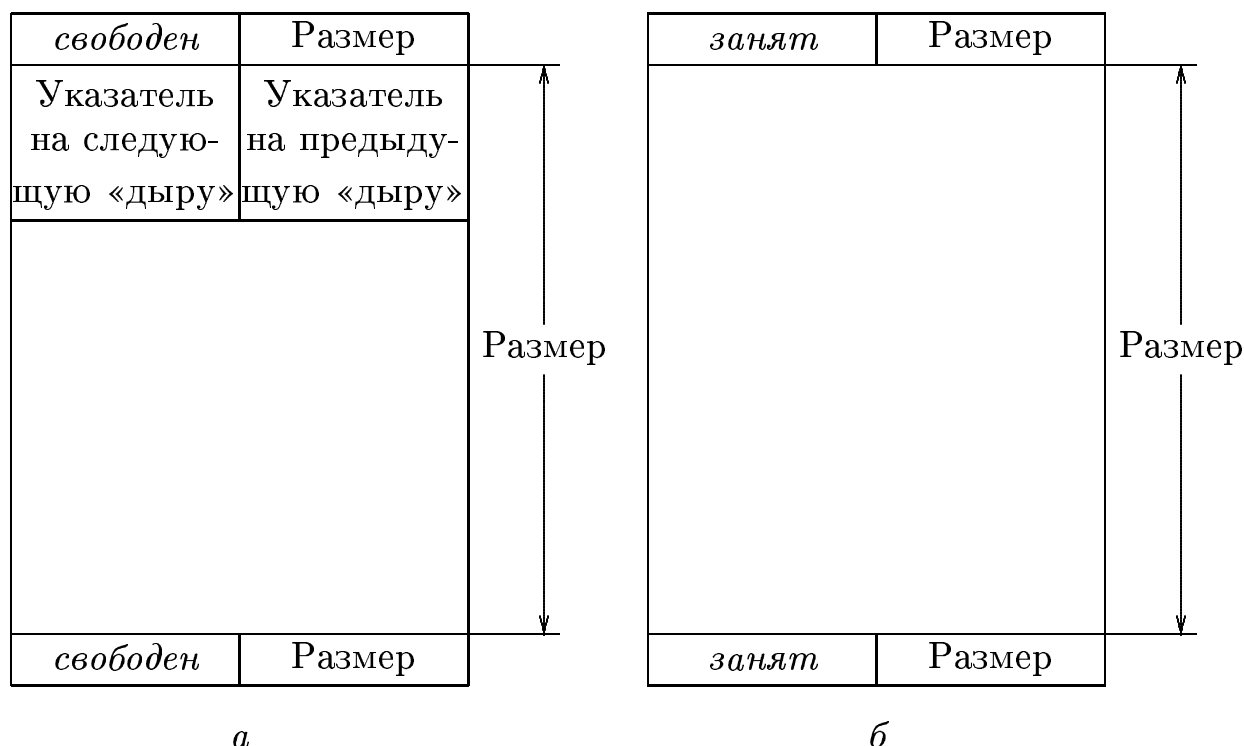 свободен Размер
Указатель
на следую-
щую «дыру»
Указатель
на предыду-
щую «дыру»
Размер
свободен Размер
а
занят Размер
Размер
занят Размер
б